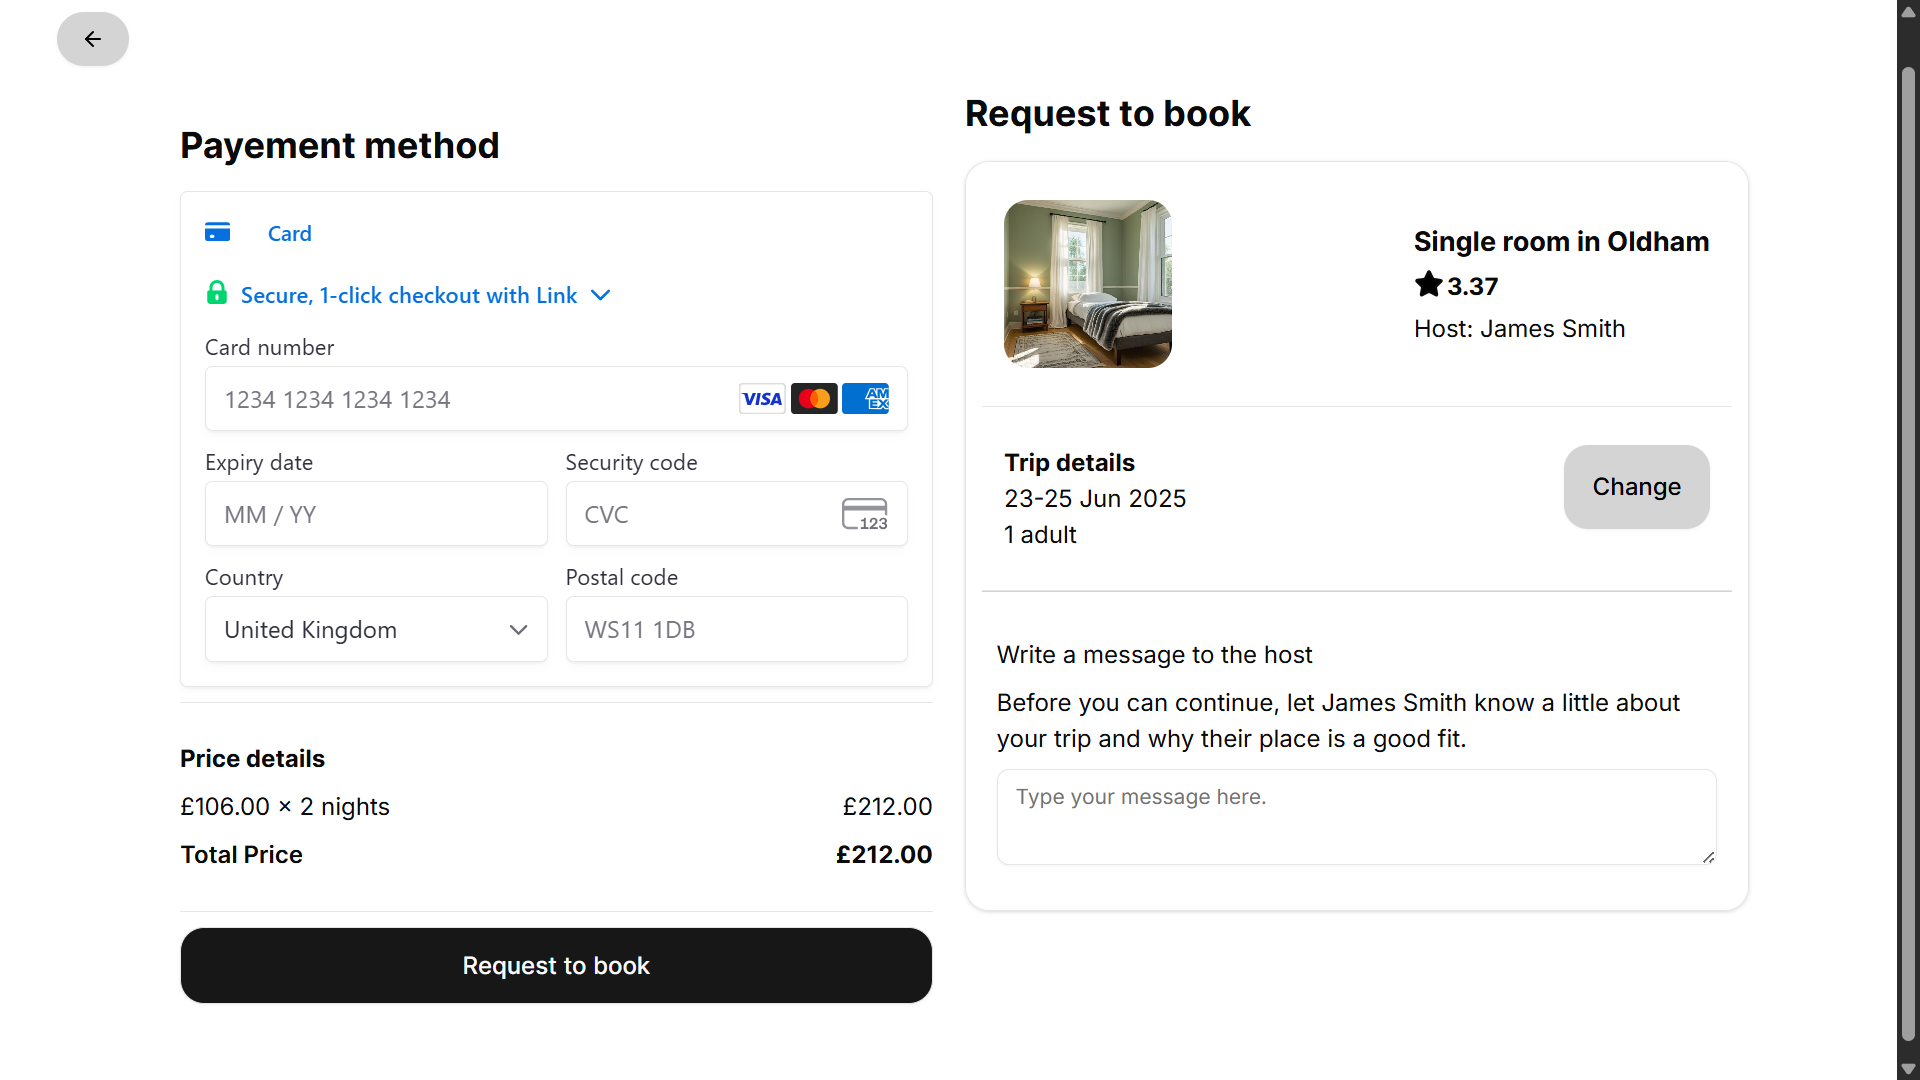 Payement method
Card
Secure, 1-click checkout with Link
Card number
1234 1234 1234 1234
VISA
AM
EX
Expiry date
Security code
MM / YY
CVC
123
Country
Postal code
United Kingdom
WS11 1DB
Price details
£106.00 × 2 nights
£212.00
Total Price
£212.00
Request to book
Request to book
Single room in Oldham
3.37
Host: James Smith
Trip details
23-25 Jun 2025
1 adult
Change
Write a message to the host
Before you can continue, let James Smith know a little about
your trip and why their place is a good fit.
Type your message here.